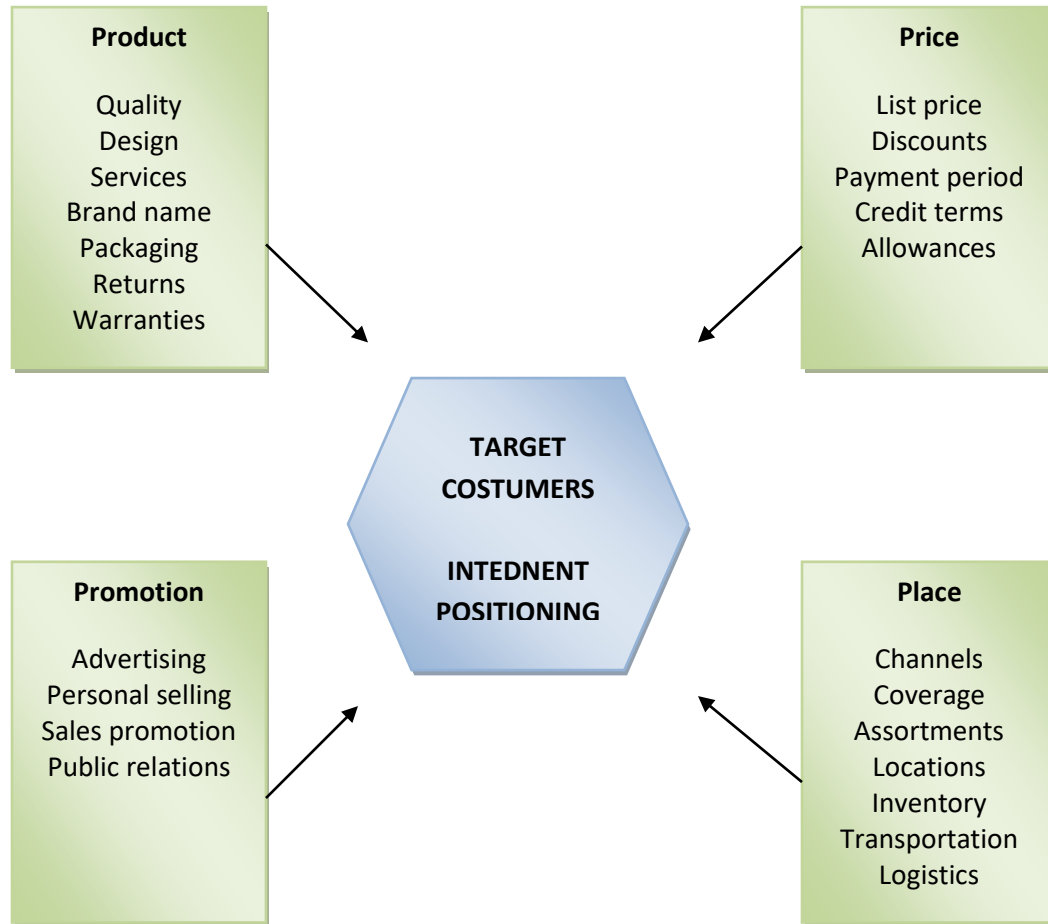 Product
Quality
Design
Services
Brand name
Packaging
Returns
Warranties
Price
List price
Discounts
Payment period
Credit terms
Allowances
TARGET
COSTUMERS
INTEDNENT
POSITIONING
Promotion
Advertising
Personal selling
Sales promotion
Public relations
Place
Channels
Coverage
Assortments
Locations
Inventory
Transportation
Logistics